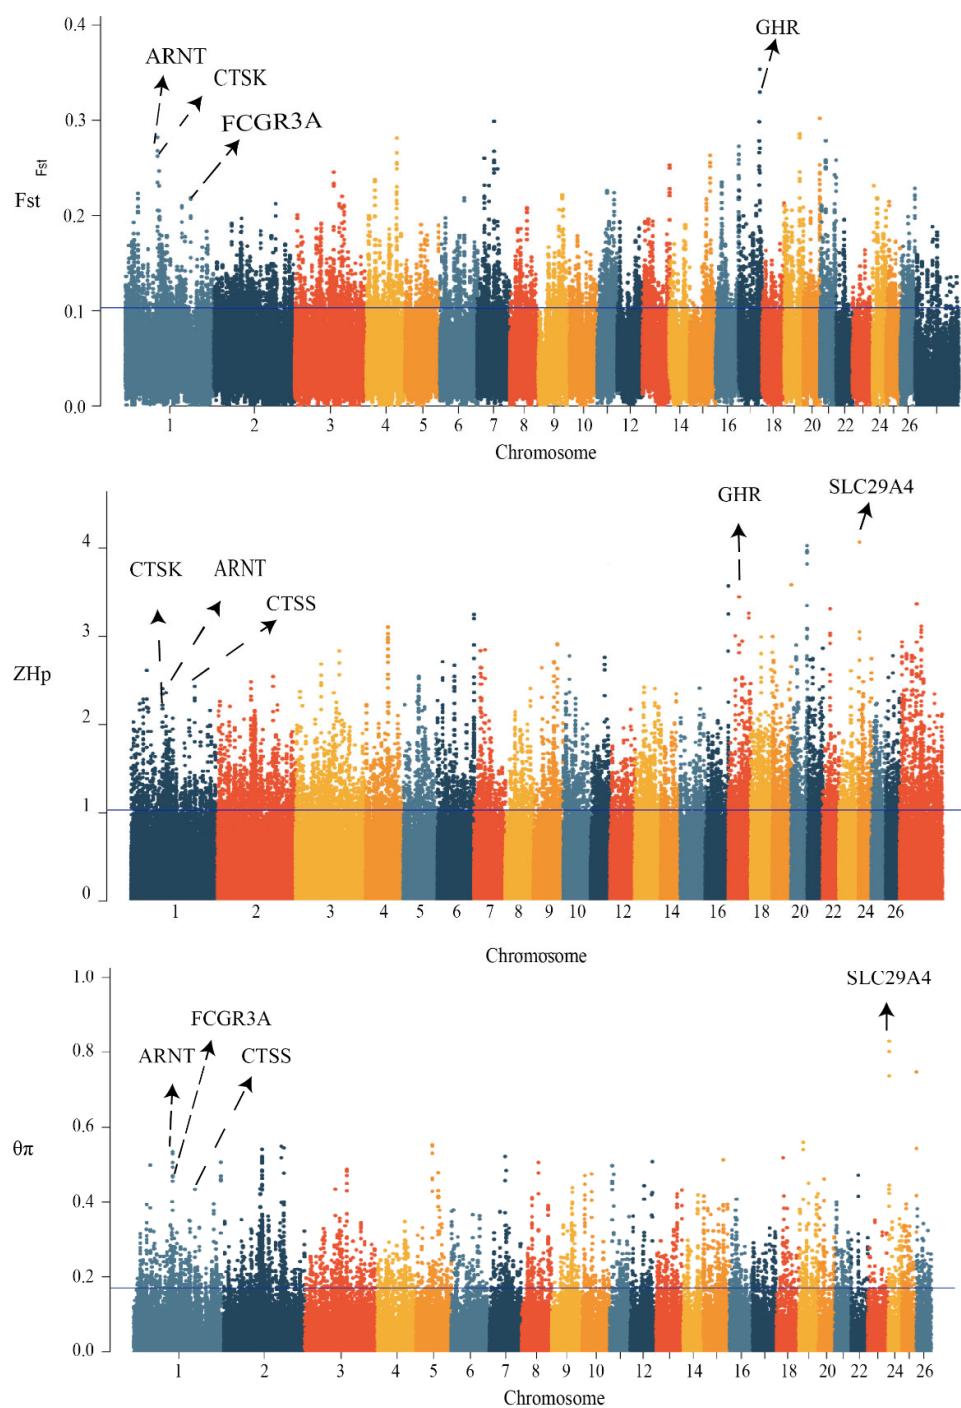 0.4
GHR
ARNT
CTSK
0.3
FCGR3A
Fst
Fst
0.2
0.1
0.0
1 2 3 4 5 6 7 8 9 10 12 14 16 18 20 22 24 26
Chromosome
GHR
SLC29A4
4
CTSK
ARNT
CTSS
3
ZHp
2
1
0
1 2 3 4 5 6 7 8 9 10 12 14 16 18 20 22 24 26
Chromosome
1.0
SLC29A4
FCGR3A
ARNT
CTSS
0.8
0.6
θπ
0.4
0.2
0.0
1 2 3 4 5 6 7 8 9 10 12 14 16 18 20 22 24 26
Chromosome